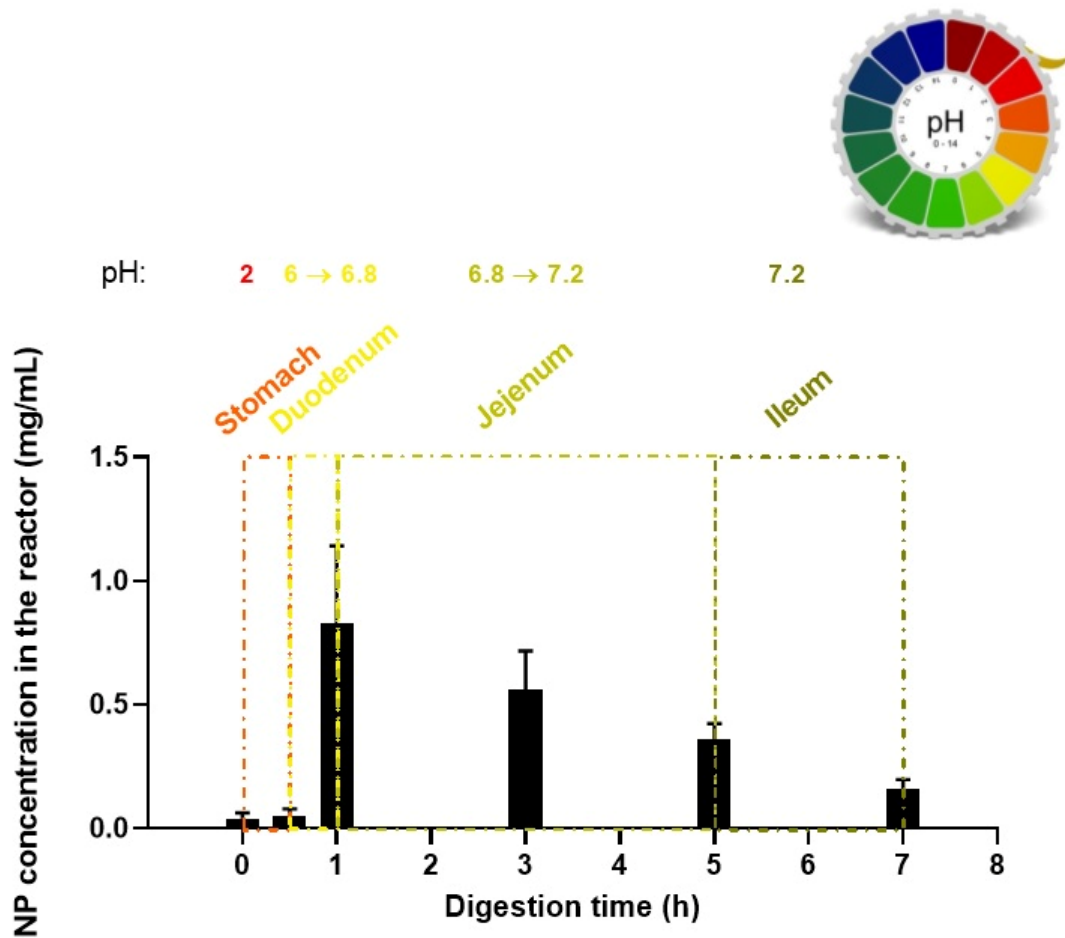 pH
0 - 14
pH: 2 6 → 6.8 6.8 → 7.2 7.2
Stomach
Duodenum
Jejenum
Ileum
NP concentration in the reactor (mg/mL)
1.5
1.0
0.5
0.0
0 1 2 3 4 5 6 7 8
Digestion time (h)